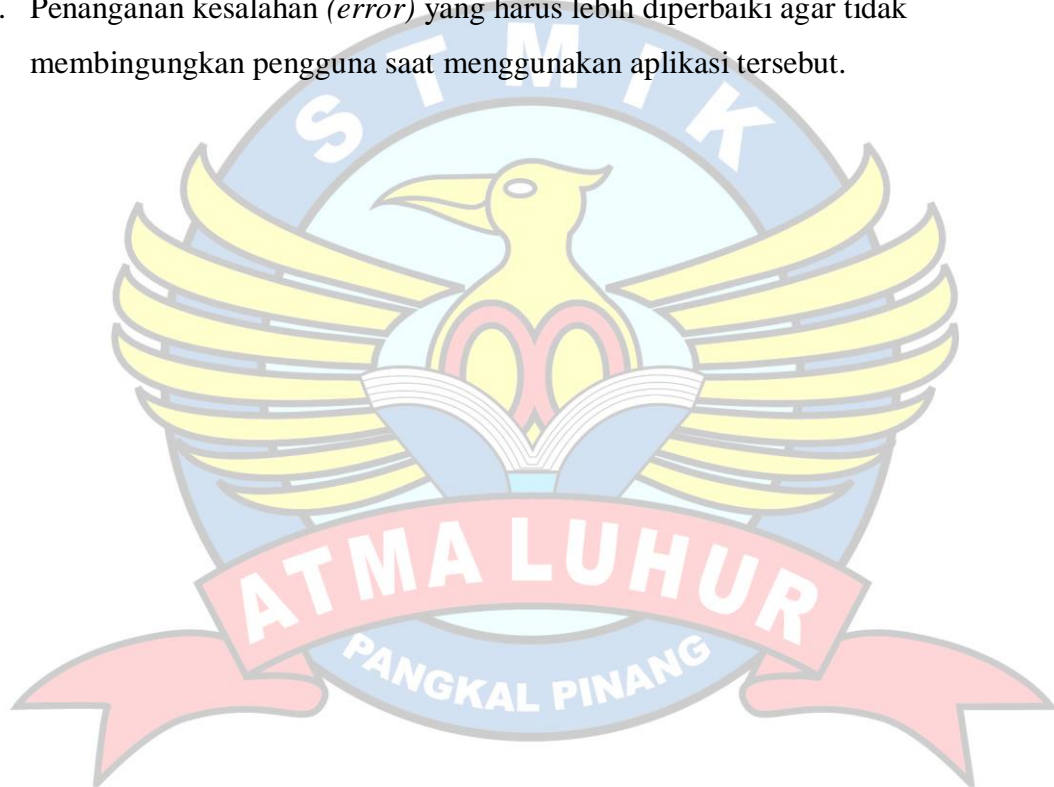 . Penanganan kesalahan (error) yang harus lebih diperbaiki agar tidak
membingungkan pengguna saat menggunakan aplikasi tersebut.
STMIK
ATMA LUHUR
PANGKAL PINANG